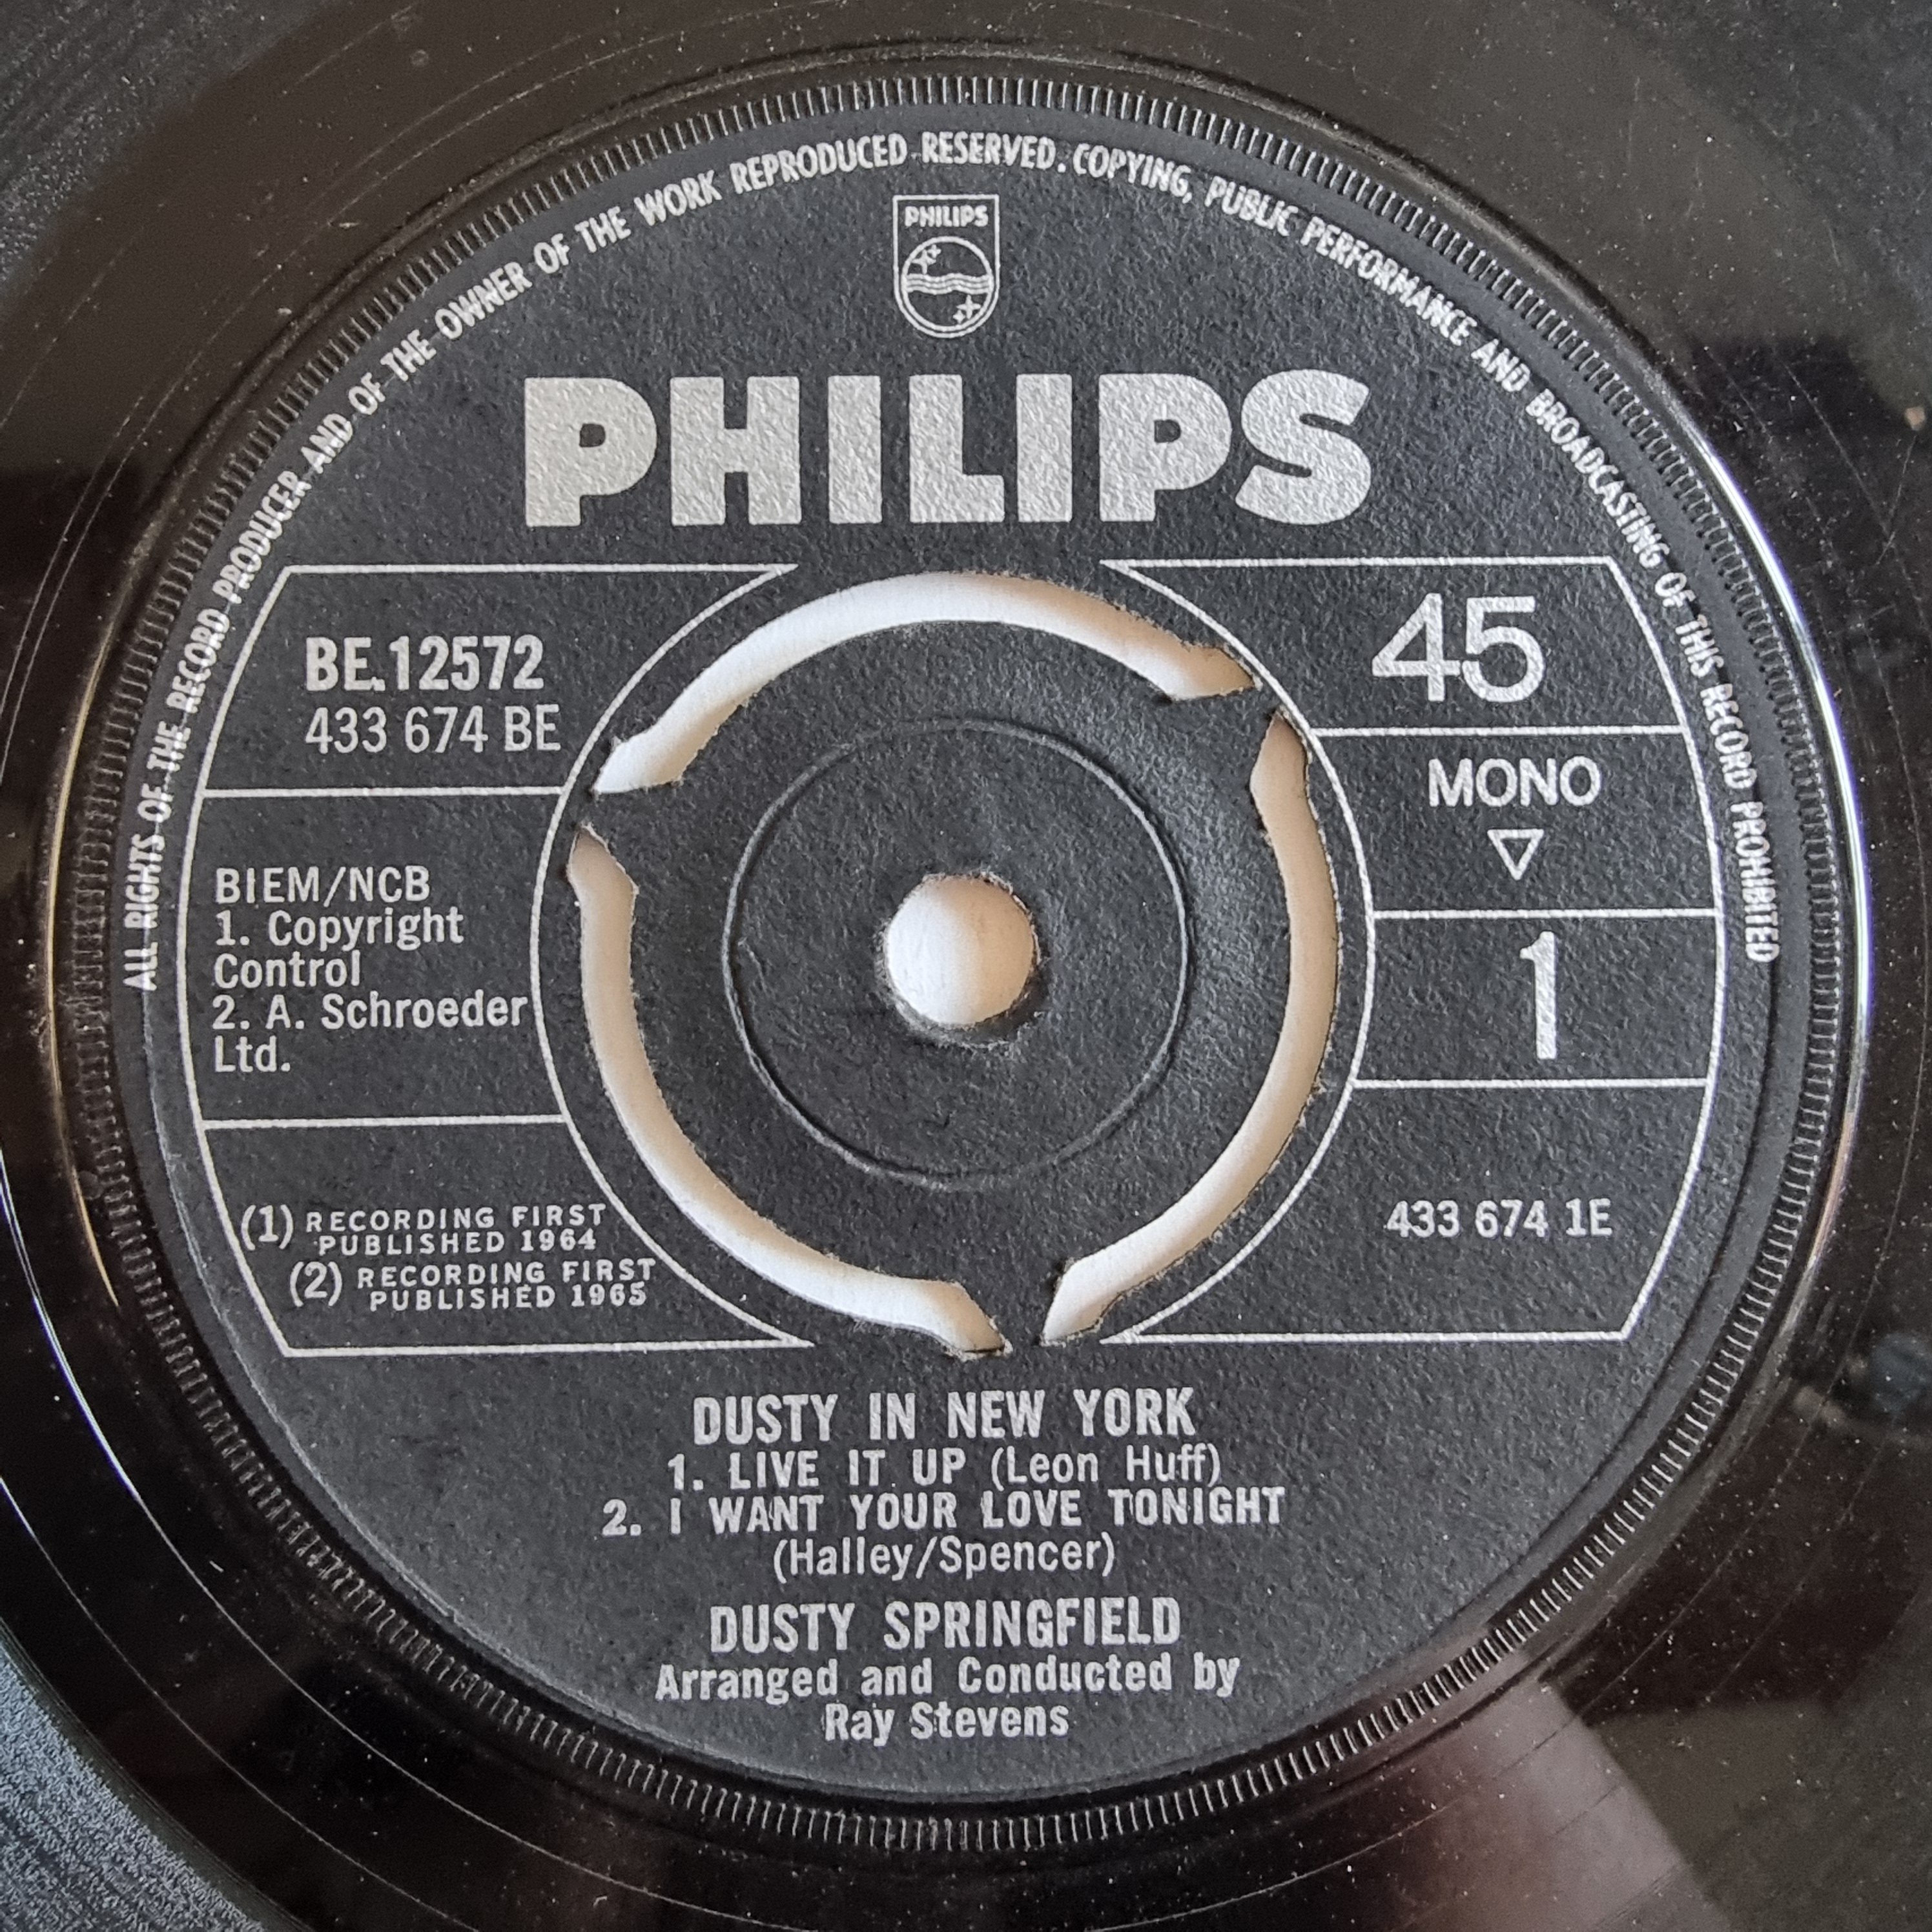 ALL RIGHTS OF THE RECORD PRODUCER AND OF THE OWNER OF THE WORK REPRODUCED RESERVED. COPYING, PUBLIC PERFORMANCE AND BROADCASTING OF THIS RECORD PROHIBITED
PHILIPS
PHILIPS
BE.12572
433 674 BE
BIEM/NCB
1. Copyright
Control
2. A. Schroeder
Ltd.
(1) RECORDING FIRST
PUBLISHED 1964
(2) RECORDING FIRST
PUBLISHED 1965
45
MONO
1
433 674 1E
DUSTY IN NEW YORK
1. LIVE IT UP (Leon Huff)
2. I WANT YOUR LOVE TONIGHT
(Halley/Spencer)
DUSTY SPRINGFIELD
Arranged and Conducted by
Ray Stevens